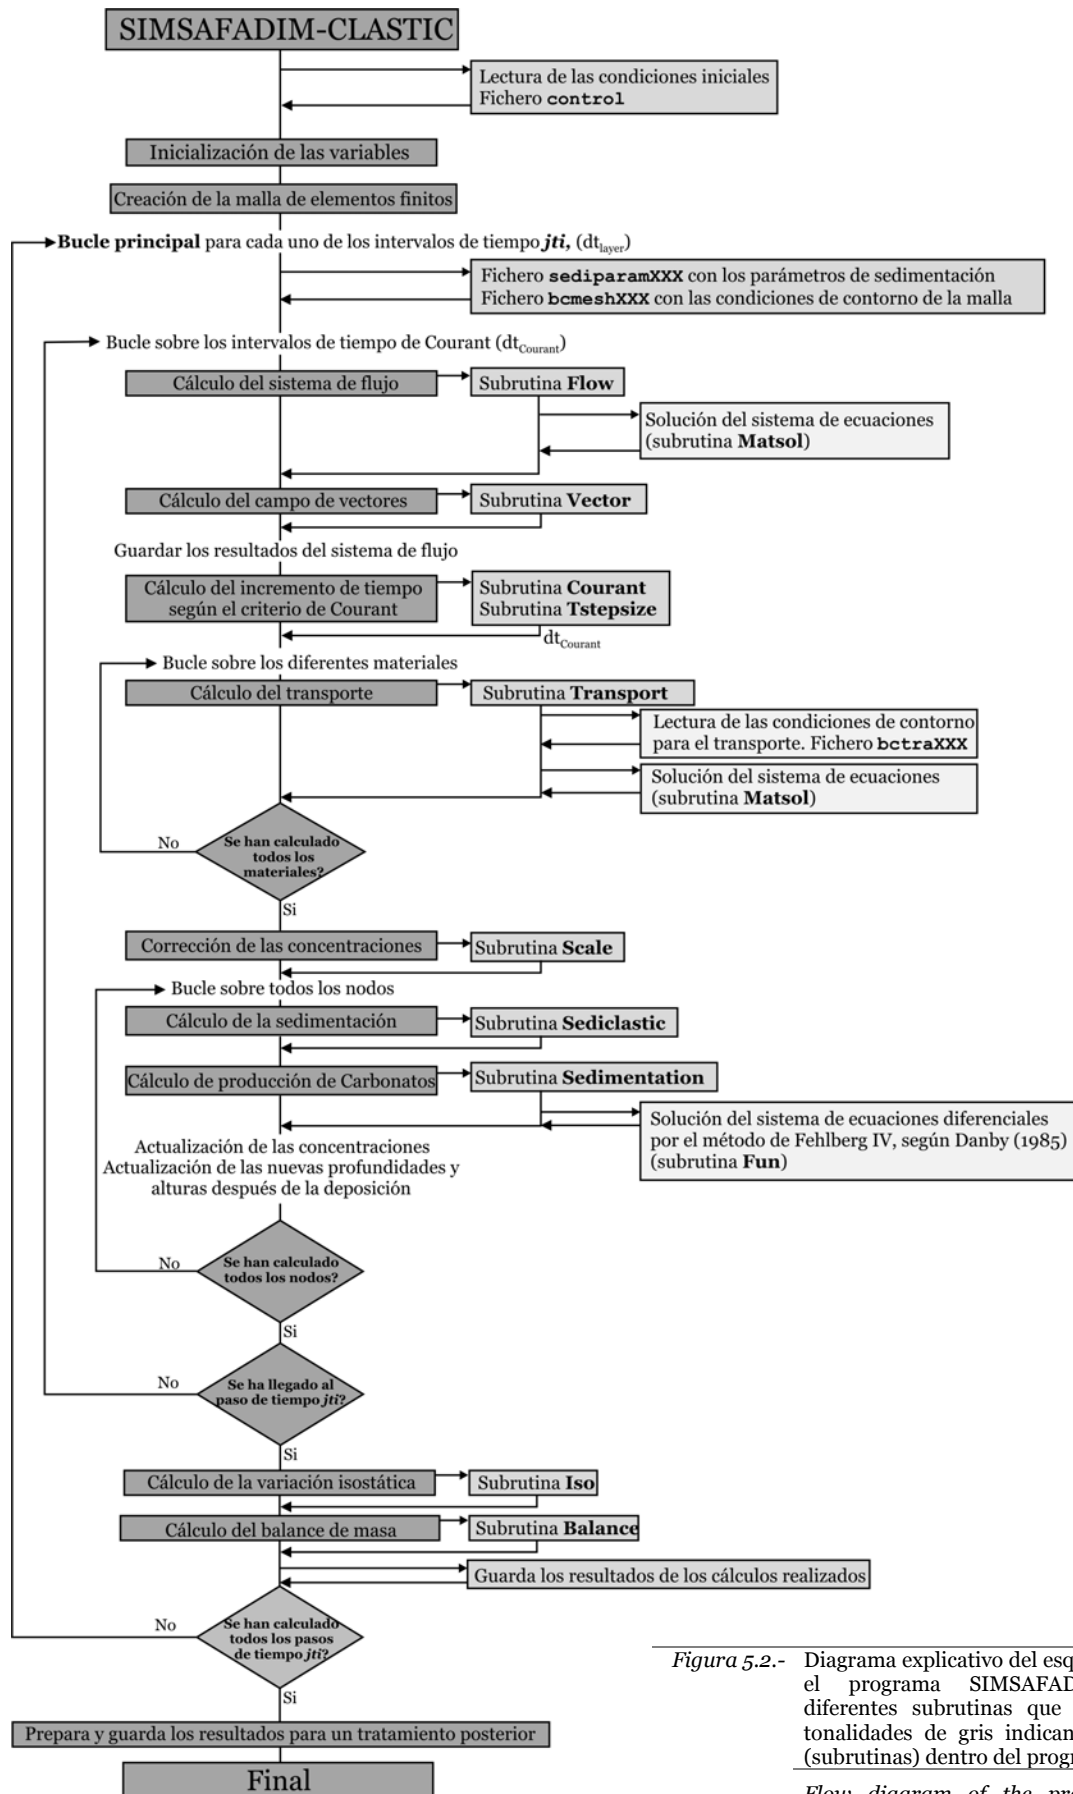 SIMSAFADIM-CLASTIC
Lectura de las condiciones iniciales
Fichero control
Inicialización de las variables
Creación de la malla de elementos finitos
Bucle principal para cada uno de los intervalos de tiempo jti, (dtlayer)
Fichero sediparamXXX con los parámetros de sedimentación
Fichero bcmeshXXX con las condiciones de contorno de la malla
Bucle sobre los intervalos de tiempo de Courant (dtCourant)
Cálculo del sistema de flujo
Subrutina Flow
Solución del sistema de ecuaciones
(subrutina Matsol)
Cálculo del campo de vectores
Subrutina Vector
Guardar los resultados del sistema de flujo
Cálculo del incremento de tiempo
según el criterio de Courant
Subrutina Courant
Subrutina Tstepsize
dtCourant
Bucle sobre los diferentes materiales
Cálculo del transporte
Subrutina Transport
Lectura de las condiciones de contorno
para el transporte. Fichero bctraXXX
Solución del sistema de ecuaciones
(subrutina Matsol)
No
Se han calculado
todos los
materiales?
Si
Corrección de las concentraciones
Subrutina Scale
Bucle sobre todos los nodos
Cálculo de la sedimentación
Subrutina Sediclastic
Cálculo de producción de Carbonatos
Subrutina Sedimentation
Solución del sistema de ecuaciones diferenciales
por el método de Fehlberg IV, según Danby (1985)
(subrutina Fun)
Actualización de las concentraciones
Actualización de las nuevas profundidades y
alturas después de la deposición
No
Se han calculado
todos los nodos?
Si
No
Se ha llegado al
paso de tiempo jti?
Si
Cálculo de la variación isostática
Subrutina Iso
Cálculo del balance de masa
Subrutina Balance
Guarda los resultados de los cálculos realizados
No
Se han calculado
todos los pasos
de tiempo jti?
Si
Prepara y guarda los resultados para un tratamiento posterior
Final
Figura 5.2.- Diagrama explicativo del esq
el programa SIMSAFAD
diferentes subrutinas que
tonalidades de gris indican
(subrutinas) dentro del prog
Flow diagram of the pr